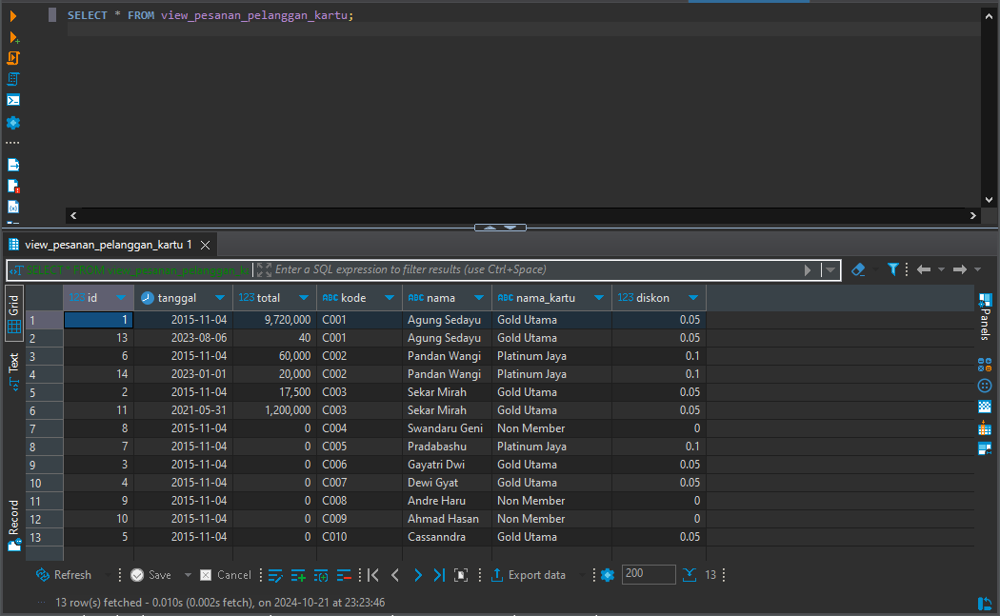 SELECT * FROM view_pesanan_pelanggan_kartu;
view_pesanan_pelanggan_kartu 1
SELECT * FROM view_pesanan_pelanggan_ka
Enter a SQL expression to filter results (use Ctrl+Space)
Grid
Text
Record
Panels
123 id 123 total ABC kode ABC nama ABC nama_kartu 123 diskon
tanggal
1 1 2015-11-04 9,720,000 C001 Agung Sedayu Gold Utama 0.05
2 13 2023-08-06 40 C001 Agung Sedayu Gold Utama 0.05
3 6 2015-11-04 60,000 C002 Pandan Wangi Platinum Jaya 0.1
4 14 2023-01-01 20,000 C002 Pandan Wangi Platinum Jaya 0.1
5 2 2015-11-04 17,500 C003 Sekar Mirah Gold Utama 0.05
6 11 2021-05-31 1,200,000 C003 Sekar Mirah Gold Utama 0.05
7 8 2015-11-04 0 C004 Swandaru Geni Non Member 0
8 7 2015-11-04 0 C005 Pradabashu Platinum Jaya 0.1
9 3 2015-11-04 0 C006 Gayatri Dwi Gold Utama 0.05
10 4 2015-11-04 0 C007 Dewi Gyat Gold Utama 0.05
11 9 2015-11-04 0 C008 Andre Haru Non Member 0
12 10 2015-11-04 0 C009 Ahmad Hasan Non Member 0
13 5 2015-11-04 0 C010 Cassanndra Gold Utama 0.05
Refresh Save Cancel Export data 200 13
13 row(s) fetched - 0.010s (0.002s fetch), on 2024-10-21 at 23:23:46